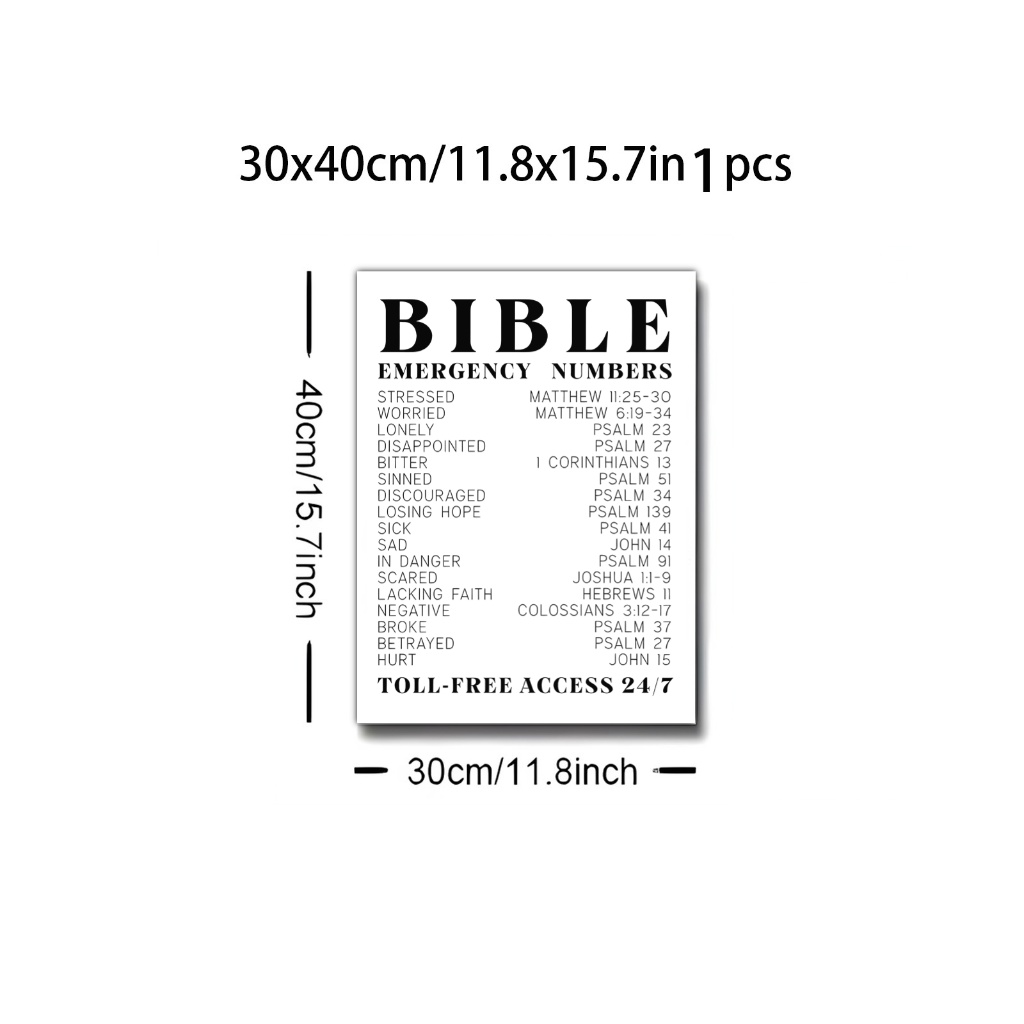 30x40cm/11.8x15.7in 1 pcs
40cm/15.7inch
BIBLE
EMERGENCY NUMBERS
STRESSED MATTHEW 11:25-30
WORRIED MATTHEW 6:19-34
LONELY PSALM 23
DISAPPOINTED PSALM 27
BITTER 1 CORINTHIANS 13
SINNED PSALM 51
DISCOURAGED PSALM 34
LOSING HOPE PSALM 139
SICK PSALM 41
SAD JOHN 14
IN DANGER PSALM 91
SCARED JOSHUA 1:1-9
LACKING FAITH HEBREWS 11
NEGATIVE COLOSSIANS 3:12-17
BROKE PSALM 37
BETRAYED PSALM 27
HURT JOHN 15
TOLL-FREE ACCESS 24/7
30cm/11.8inch